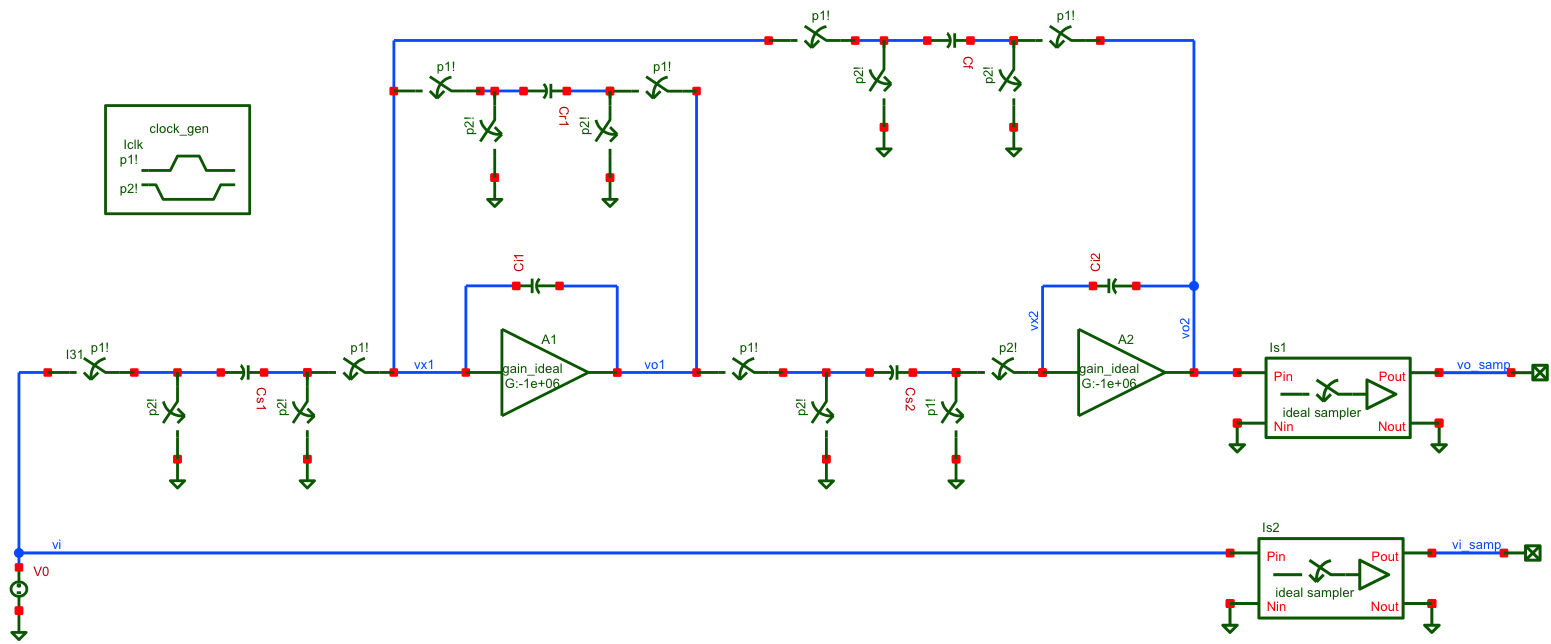 p1!
p1!
p2!
Cf
p2!
p1!
p1!
p2!
Cr1
p2!
clock_gen
Iclk
p1!
p2!
Ci1
Ci2
vx2
vo2
I31
p1!
p2!
Cs1
p2!
p1!
vx1
A1
gain_ideal
G:-1e+06
vo1
p1!
p2!
Cs2
p1!
p2!
A2
gain_ideal
G:-1e+06
Is1
Pin
Pout
ideal sampler
Nin
Nout
vo_samp
vi
V0
Is2
Pin
Pout
ideal sampler
Nin
Nout
vi_samp